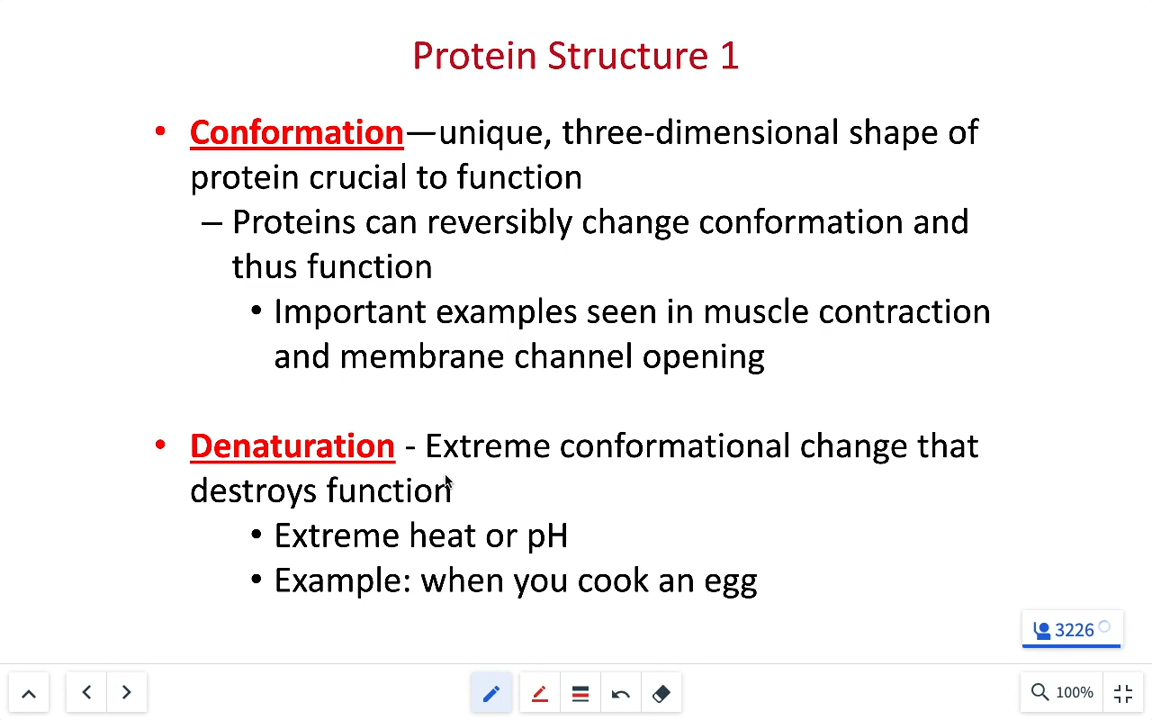 Protein Structure 1
• Conformation—unique, three-dimensional shape of
protein crucial to function
– Proteins can reversibly change conformation and
thus function
• Important examples seen in muscle contraction
and membrane channel opening
• Denaturation - Extreme conformational change that
destroys function
• Extreme heat or pH
• Example: when you cook an egg
3226
100%